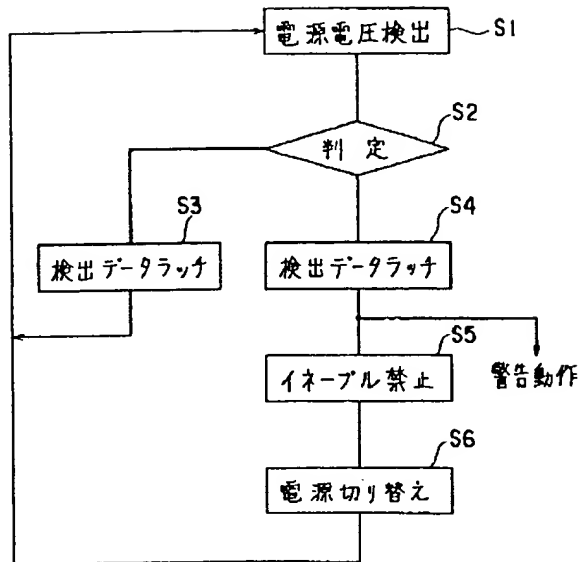 電源電圧検出
S1
S2
判定
S3
検出データラッチ
S4
検出データラッチ
S5
イネーブル禁止
警告動作
S6
電源切り替え